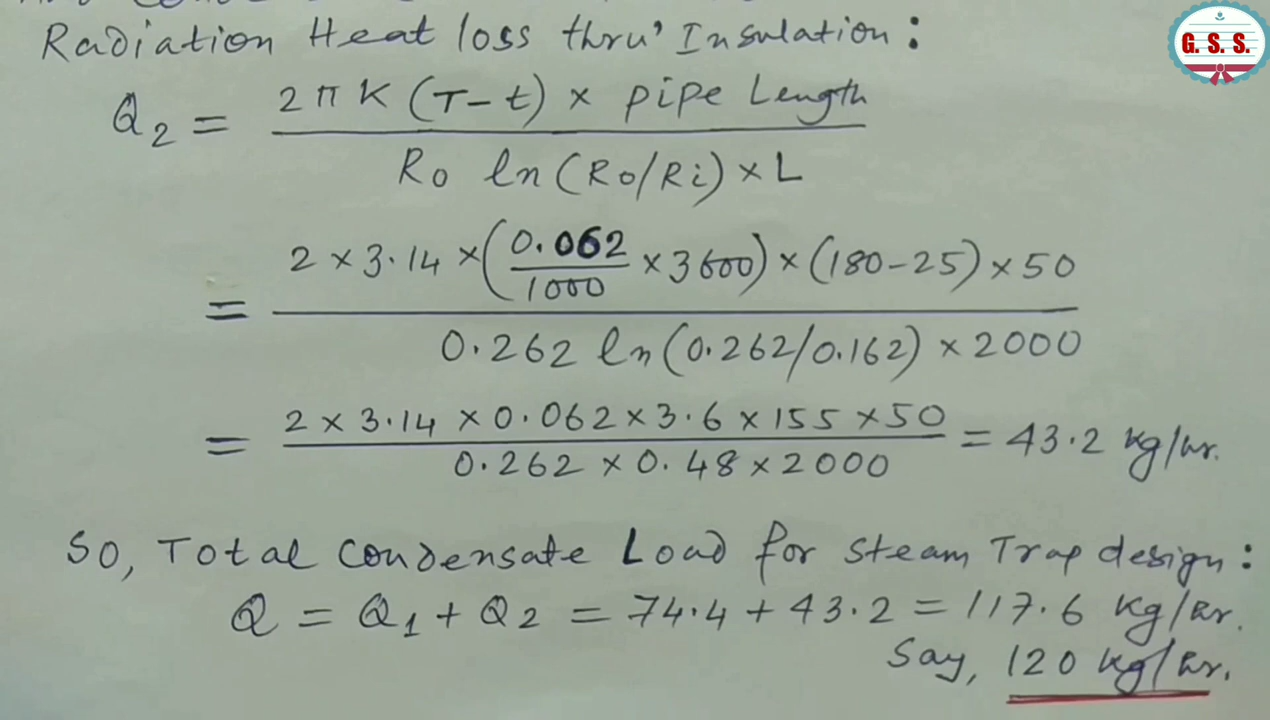 G. S. S.
Radiation Heat loss thru' Insulation :
Q2 = 2πK (T-t) × pipe Length / Ro ln (Ro/Ri) × L
= 2 × 3.14 × (0.062/1000 × 3600) × (180-25) × 50 / 0.262 ln (0.262/0.162) × 2000
= 2 × 3.14 × 0.062 × 3.6 × 155 × 50 / 0.262 × 0.48 × 2000 = 43.2 kg/hr.
So, Total Condensate Load for Steam Trap design :
Q = Q1 + Q2 = 74.4 + 43.2 = 117.6 kg/hr.
Say, 120 kg/hr.